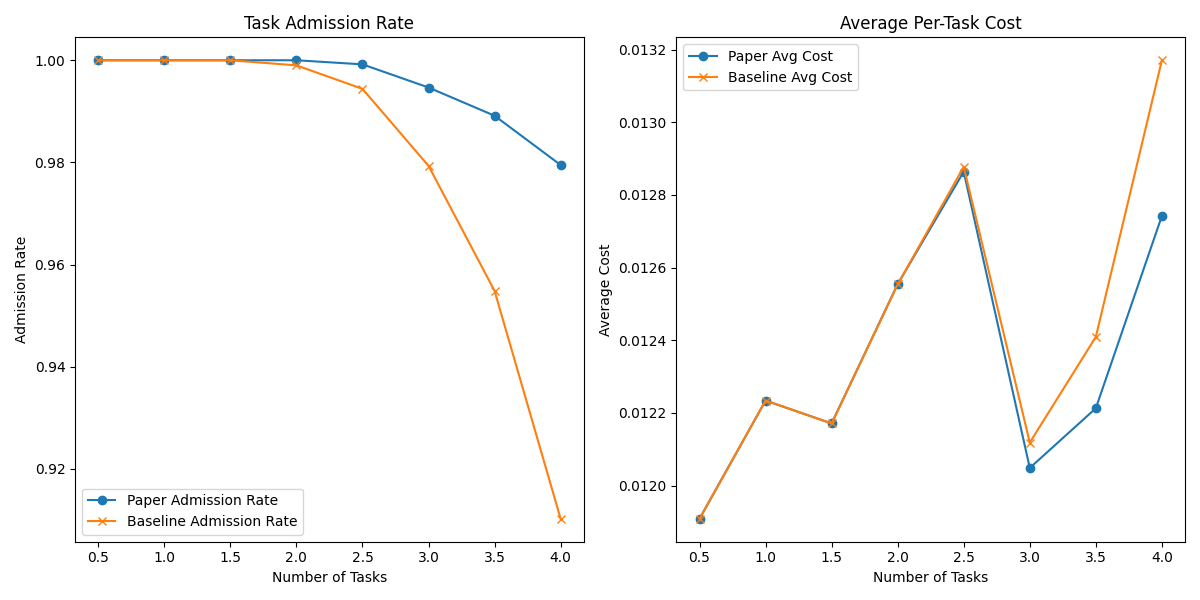 Task Admission Rate
Admission Rate
1.00
0.98
0.96
0.94
0.92
Paper Admission Rate
Baseline Admission Rate
0.5 1.0 1.5 2.0 2.5 3.0 3.5 4.0
Number of Tasks
Average Per-Task Cost
Average Cost
Paper Avg Cost
Baseline Avg Cost
0.0132
0.0130
0.0128
0.0126
0.0124
0.0122
0.0120
0.5 1.0 1.5 2.0 2.5 3.0 3.5 4.0
Number of Tasks